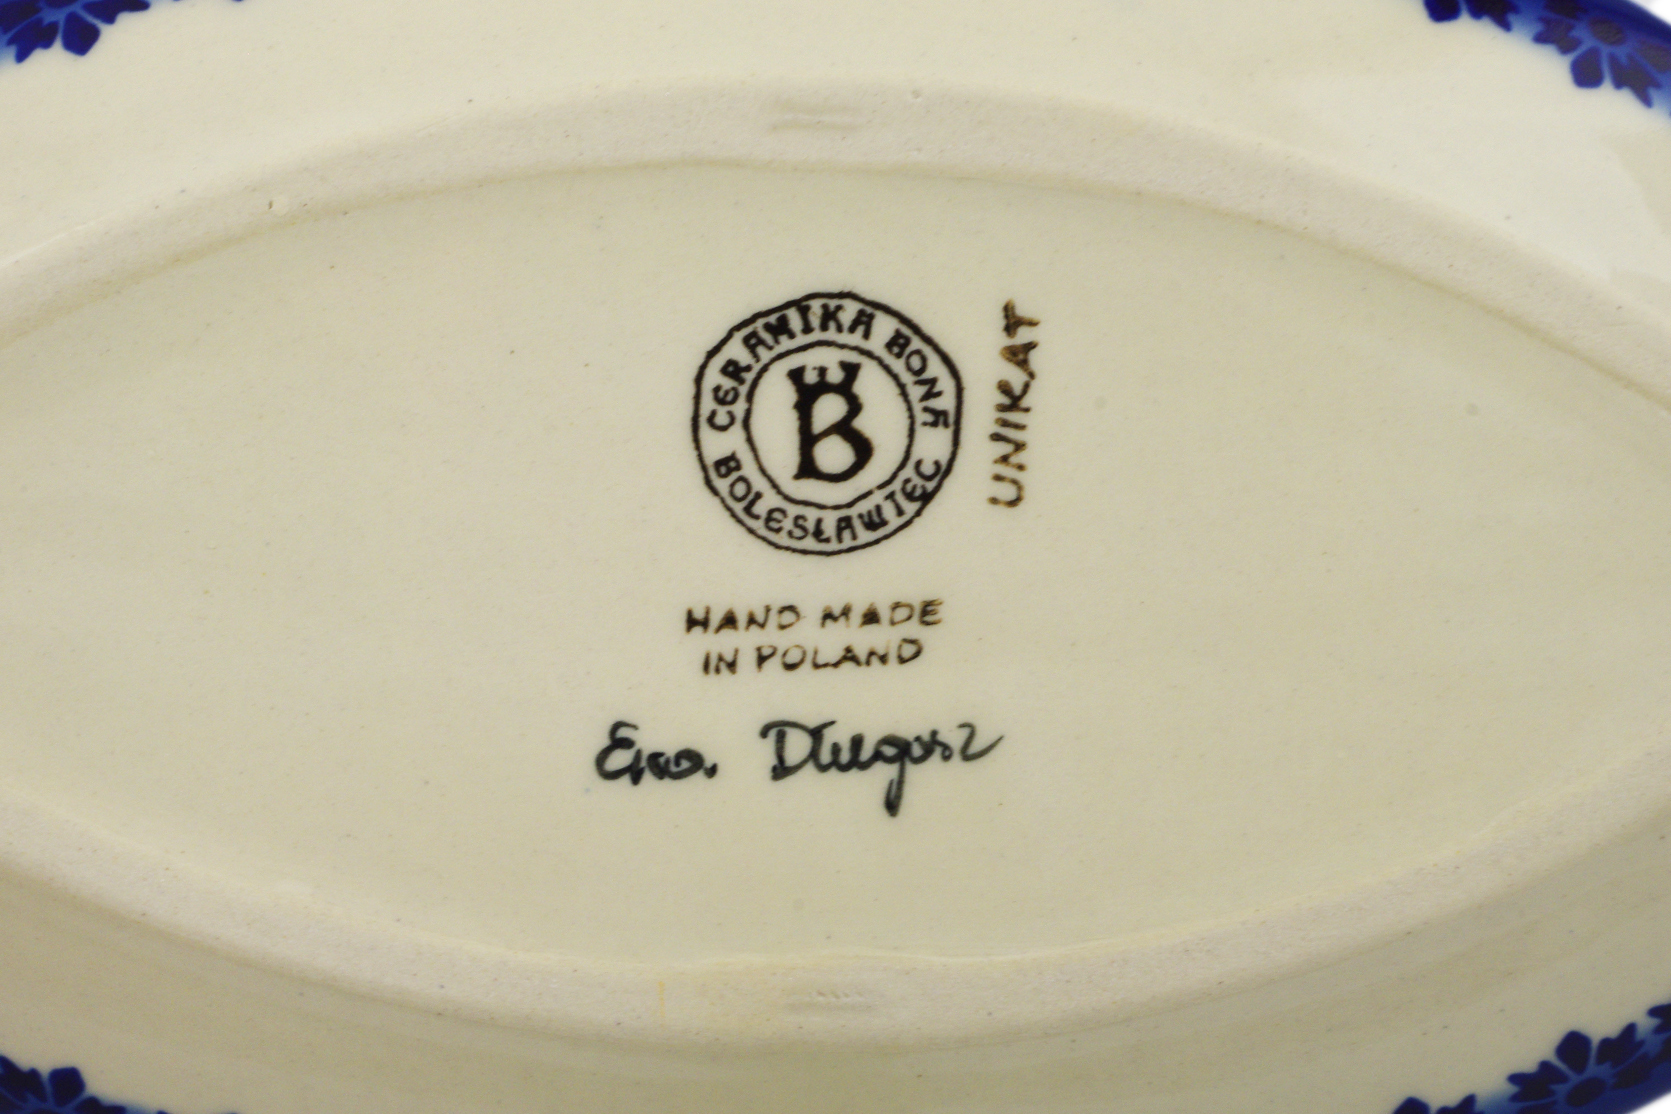 CERAMIKA BONA
B
BOLESŁAWIEC
UNIKAT
HAND MADE
IN POLAND
Ewa Długosz